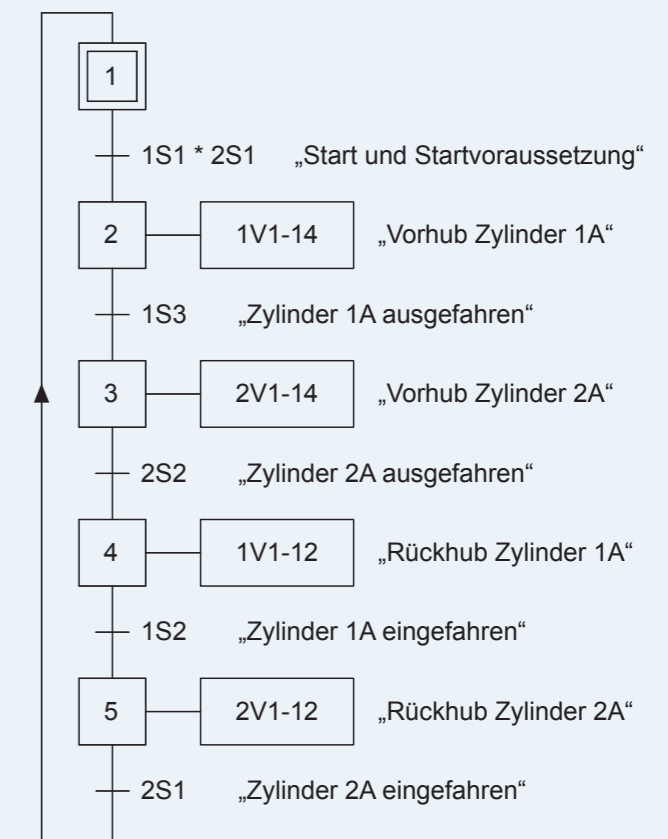 1
1S1 * 2S1 „Start und Startvoraussetzung“
2 1V1-14 „Vorhub Zylinder 1A“
1S3 „Zylinder 1A ausgefahren“
3 2V1-14 „Vorhub Zylinder 2A“
2S2 „Zylinder 2A ausgefahren“
4 1V1-12 „Rückhub Zylinder 1A“
1S2 „Zylinder 1A eingefahren“
5 2V1-12 „Rückhub Zylinder 2A“
2S1 „Zylinder 2A eingefahren“